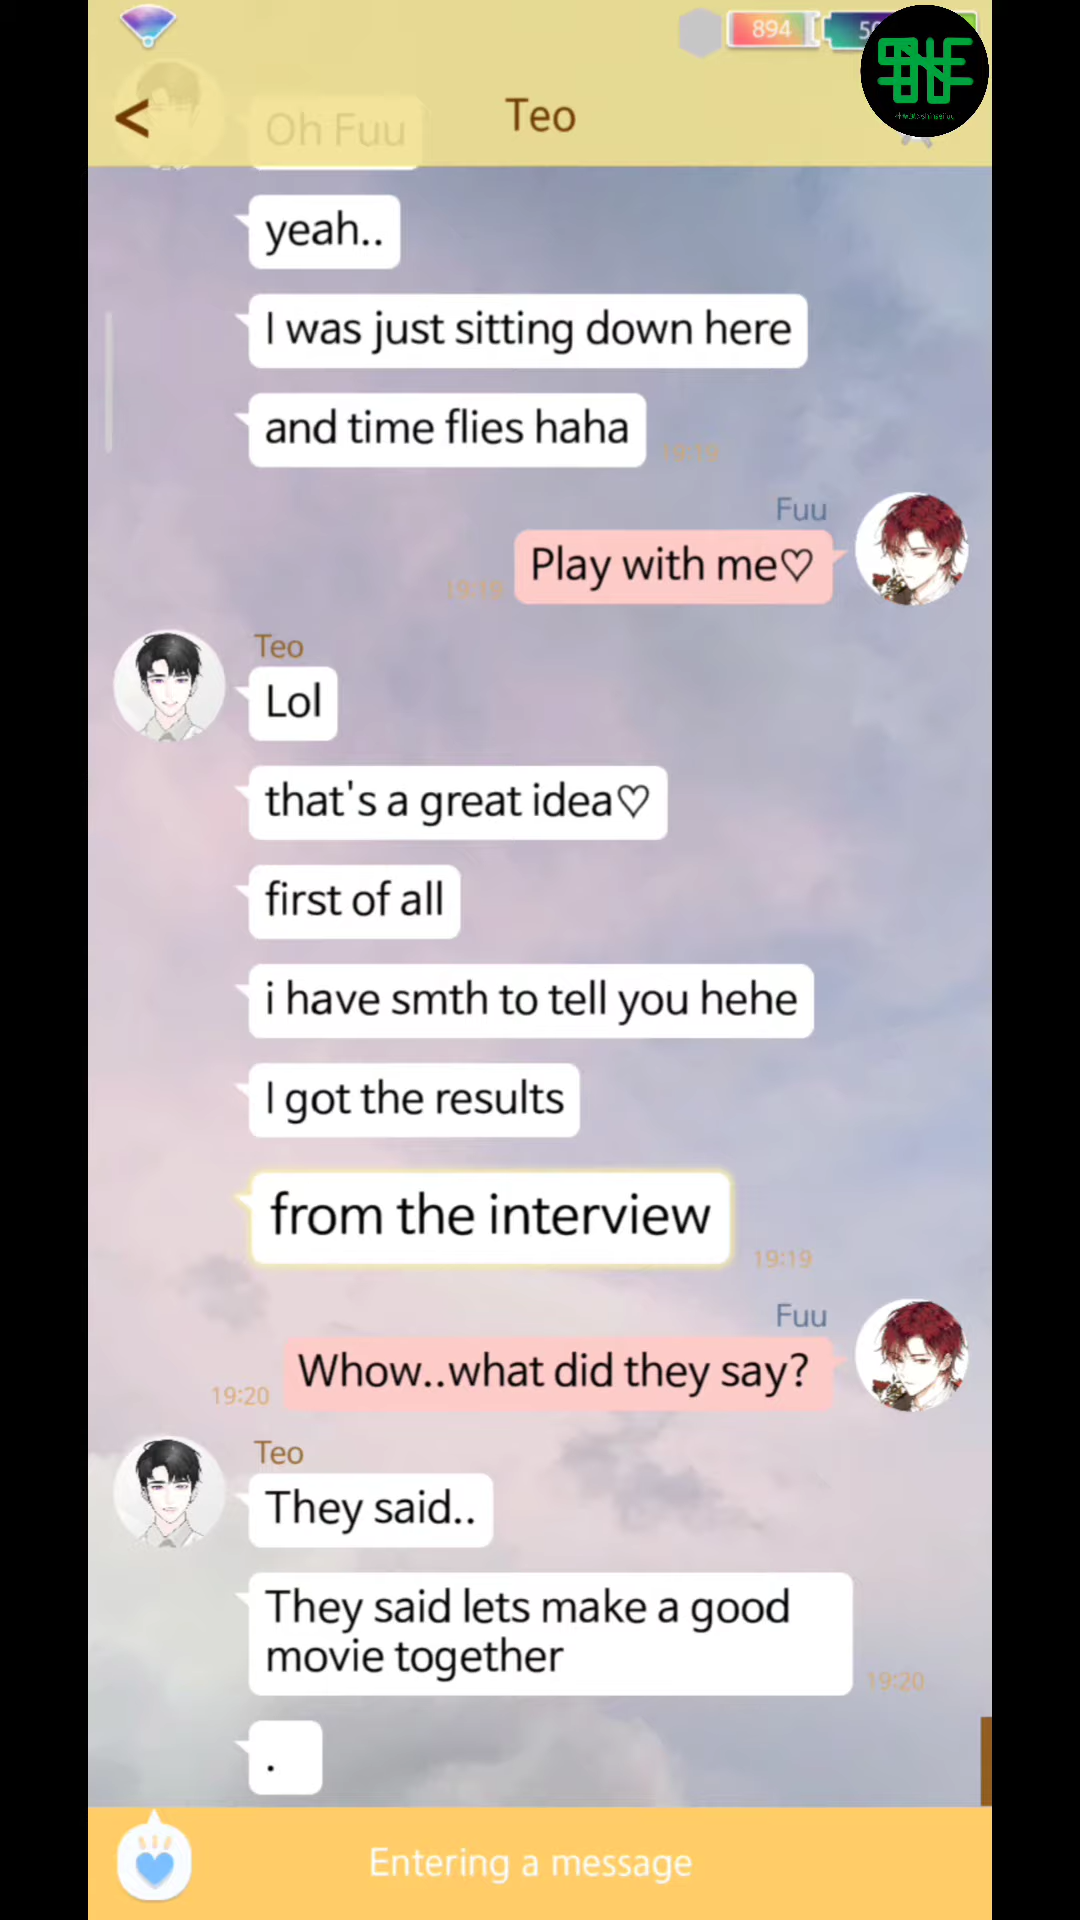 894
Teo
Oh Fuu
yeah..
I was just sitting down here
and time flies haha
19:19
Fuu
Play with me♡
19:19
Teo
Lol
that's a great idea♡
first of all
i have smth to tell you hehe
I got the results
from the interview
19:19
Fuu
Whow..what did they say?
19:20
Teo
They said..
They said lets make a good
movie together
19:20
.
Entering a message